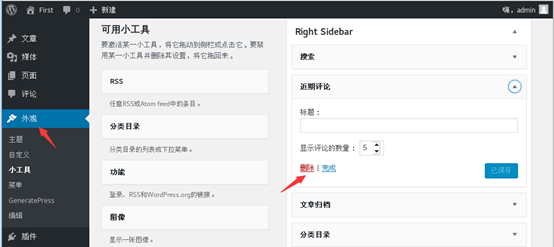 First 0 新建
嗨，admin
文章
媒体
页面
评论
外观
主题
自定义
小工具
菜单
GeneratePress
编辑
插件
可用小工具
要激活某一小工具，将它拖动到侧栏或点击它。要禁
用某一小工具并删除其设置，将它拖回来。
RSS
任意RSS或Atom feed中的条目。
分类目录
分类目录的列表或下拉菜单。
功能
登录、RSS和WordPress.org的链接。
图像
显示一张图像。
Right Sidebar
搜索
近期评论
标题：
显示评论的数量： 5
删除 | 完成
已保存
文章归档
分类目录